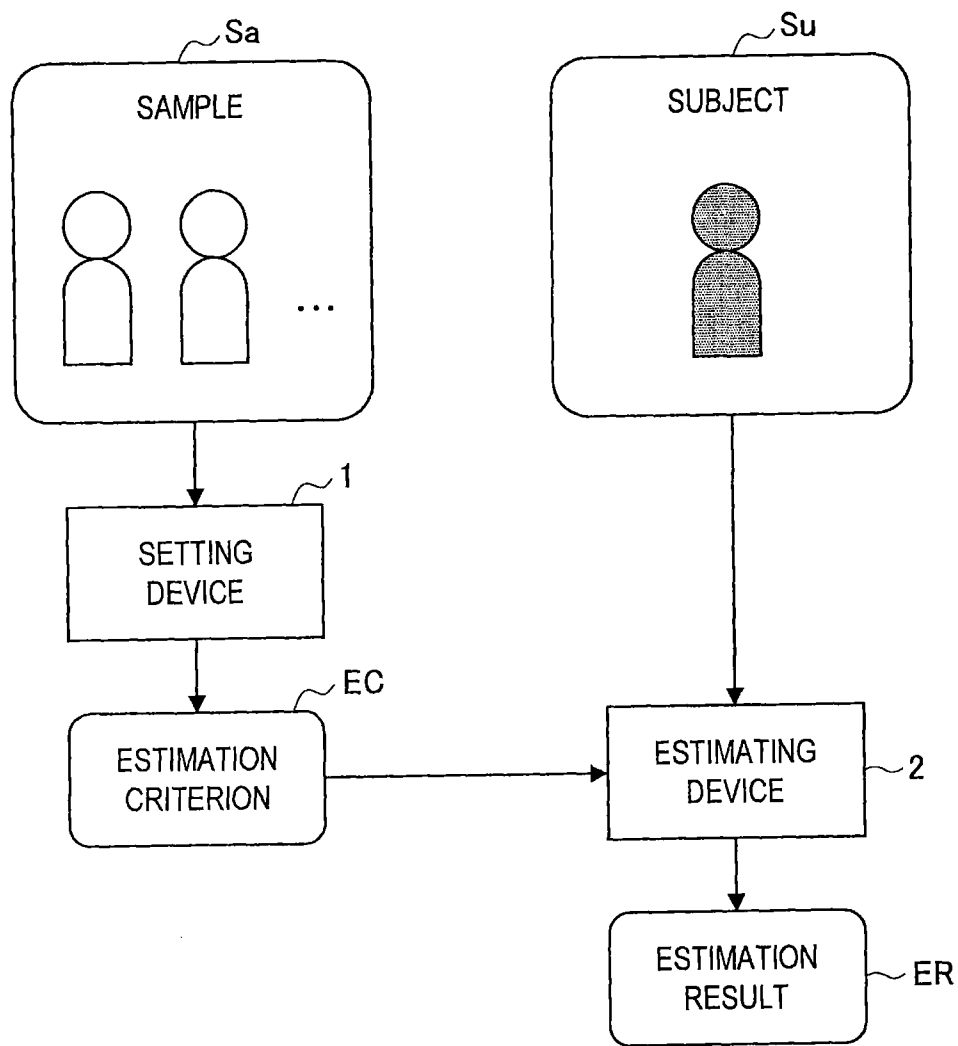 Sa
SAMPLE
...
Su
SUBJECT
1
SETTING
DEVICE
EC
ESTIMATION
CRITERION
ESTIMATING
DEVICE
2
ESTIMATION
RESULT
ER